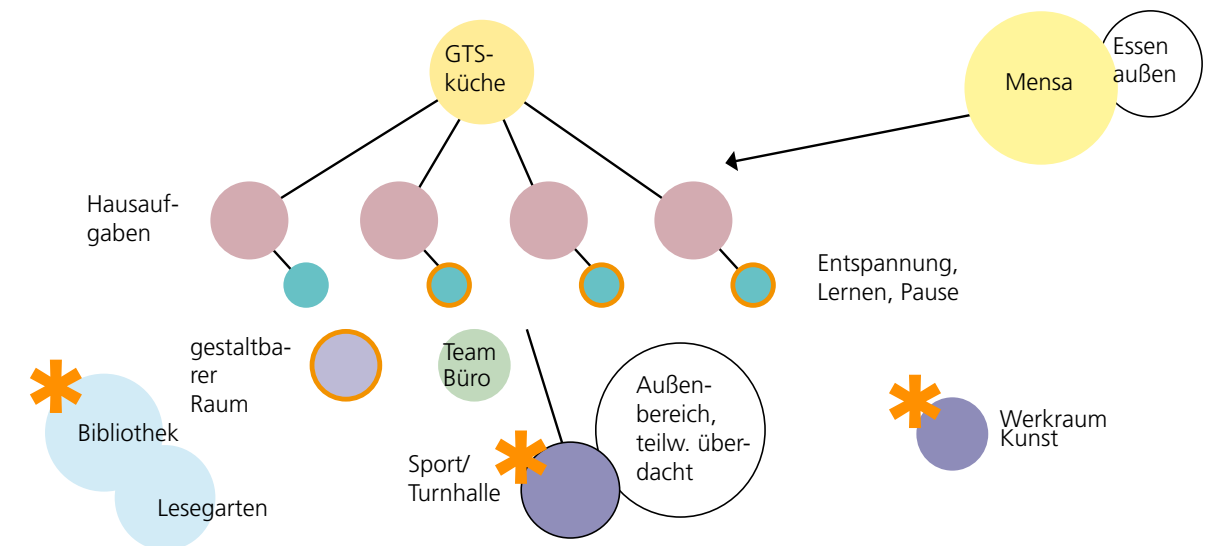 GTS-
küche
Mensa
Essen
außen
Hausauf-
gaben
Entspannung,
Lernen, Pause
gestaltba-
rer
Raum
Team
Büro
Außen-
bereich,
teilw. über-
dacht
Bibliothek
Lesegarten
Sport/
Turnhalle
Werkraum
Kunst